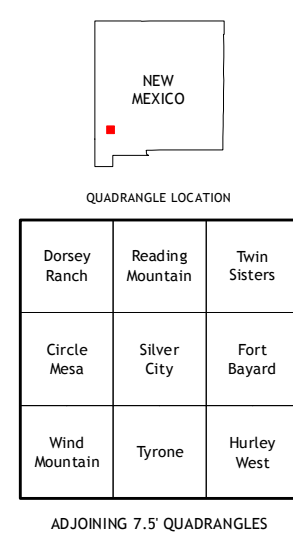 NEW
MEXICO
QUADRANGLE LOCATION
Dorsey
Ranch
Reading
Mountain
Twin
Sisters
Circle
Mesa
Silver
City
Fort
Bayard
Wind
Mountain
Tyrone
Hurley
West
ADJOINING 7.5' QUADRANGLES